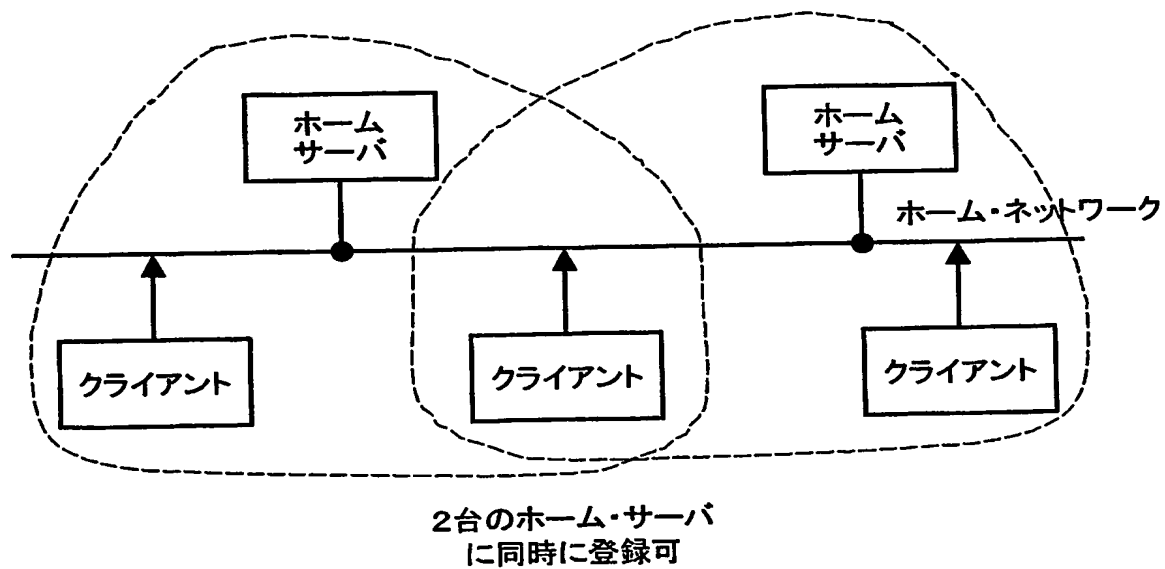 ホーム
サーバ
ホーム
サーバ
ホーム・ネットワーク
クライアント
クライアント
クライアント
2台のホーム・サーバ
に同時に登録可